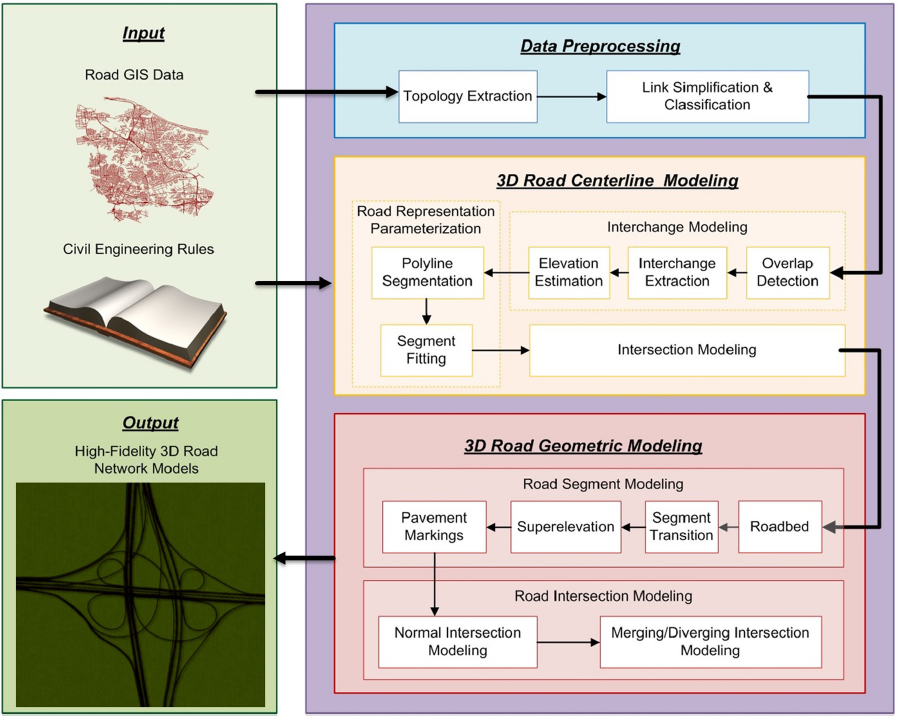 Input
Road GIS Data
Civil Engineering Rules
Output
High-Fidelity 3D Road
Network Models
Data Preprocessing
Topology Extraction
Link Simplification &
Classification
3D Road Centerline Modeling
Road Representation
Parameterization
Interchange Modeling
Polyline
Segmentation
Elevation
Estimation
Interchange
Extraction
Overlap
Detection
Segment
Fitting
Intersection Modeling
3D Road Geometric Modeling
Road Segment Modeling
Pavement
Markings
Superelevation
Segment
Transition
Roadbed
Road Intersection Modeling
Normal Intersection
Modeling
Merging/Diverging Intersection
Modeling